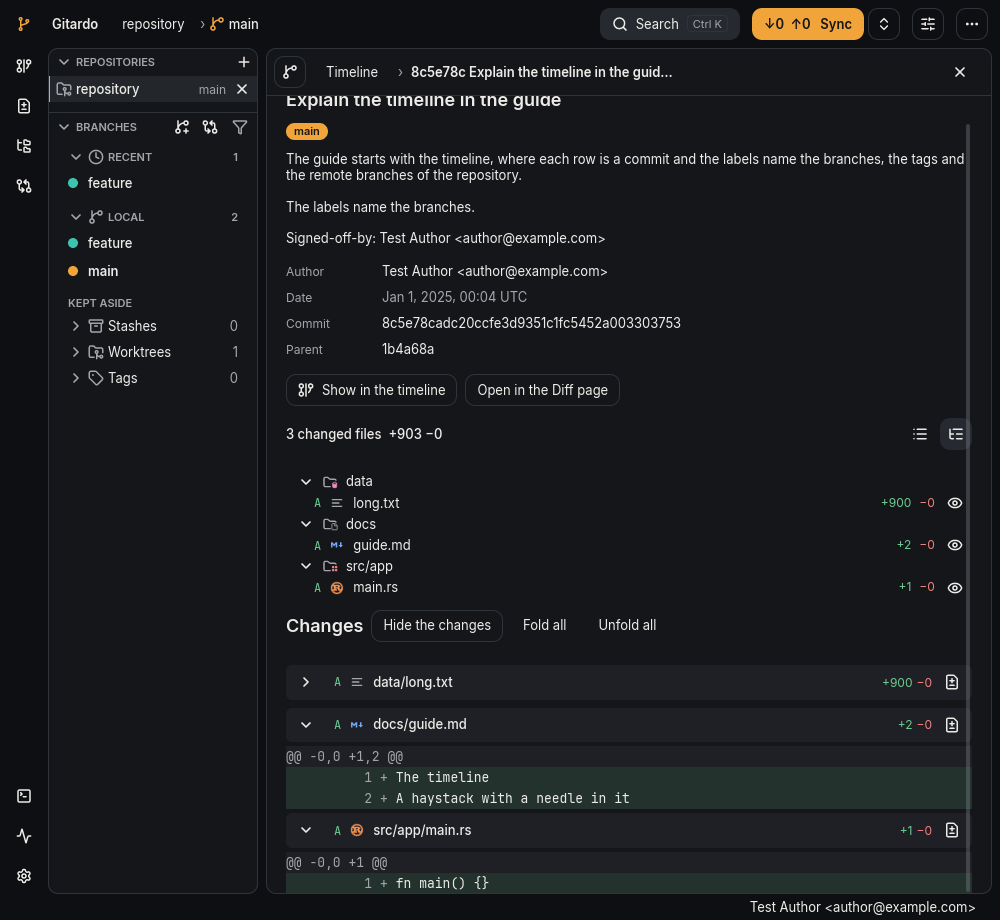 Gitardo
repository
main
Search
Ctrl K
↓0 ↑0 Sync
REPOSITORIES
repository
main
BRANCHES
RECENT
1
feature
LOCAL
2
feature
main
KEPT ASIDE
Stashes
0
Worktrees
1
Tags
0
Timeline
8c5e78c Explain the timeline in the guid…
Explain the timeline in the guide
main
The guide starts with the timeline, where each row is a commit and the labels name the branches, the tags and
the remote branches of the repository.
The labels name the branches.
Signed-off-by: Test Author <author@example.com>
Author
Test Author <author@example.com>
Date
Jan 1, 2025, 00:04 UTC
Commit
8c5e78cadc20ccfe3d9351c1fc5452a003303753
Parent
1b4a68a
Show in the timeline
Open in the Diff page
3 changed files +903 −0
data
A long.txt +900 −0
docs
A guide.md +2 −0
src/app
A main.rs +1 −0
Changes
Hide the changes
Fold all
Unfold all
A data/long.txt +900 −0
A docs/guide.md +2 −0
@@ -0,0 +1,2 @@
1 + The timeline
2 + A haystack with a needle in it
A src/app/main.rs +1 −0
@@ -0,0 +1 @@
1 + fn main() {}
Test Author <author@example.com>